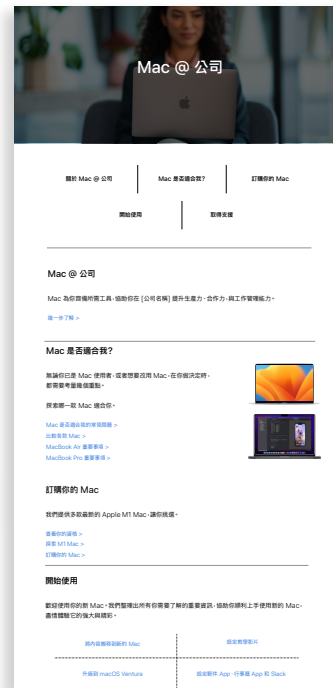 Mac @ 公司
關於 Mac @ 公司
Mac 是否適合我?
訂購你的 Mac
開始使用
取得支援
Mac @ 公司
Mac 為你齊備所需工具，協助你在 [公司名稱] 提升生產力、合作力，與工作管理能力。
進一步了解 >
Mac 是否適合我?
無論你已是 Mac 使用者，或者想要改用 Mac，在你做決定時，
都需要考量幾個重點。
探索哪一款 Mac 適合你。
Mac 是否適合我的常見問題 >
比較各款 Mac >
MacBook Air 重要事項 >
MacBook Pro 重要事項 >
訂購你的 Mac
我們提供多款最新的 Apple M1 Mac，讓你挑選。
查看你的資格 >
探索 M1 Mac >
訂購你的 Mac >
開始使用
歡迎使用你的新 Mac。我們整理出所有你需要了解的重要資訊，協助你順利上手使用新的 Mac，
盡情體驗它的強大與精彩。
將內容搬移到新的 Mac
設定教學影片
升級到 macOS Ventura
設定郵件 App、行事曆 App 和 Slack